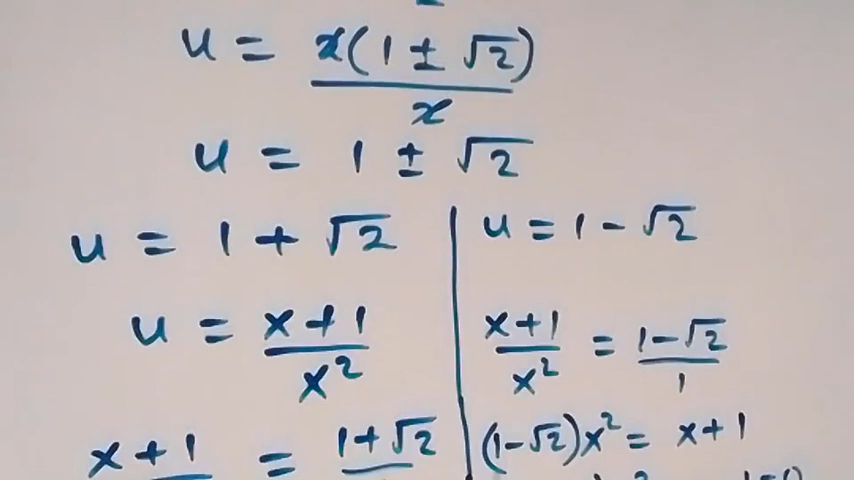 u = x(1 ± √2) / x
u = 1 ± √2
u = 1 + √2
u = (x+1) / x²
x+1 = 1+√2
u = 1 - √2
(x+1) / x² = (1-√2) / 1
(1-√2)x² = x+1